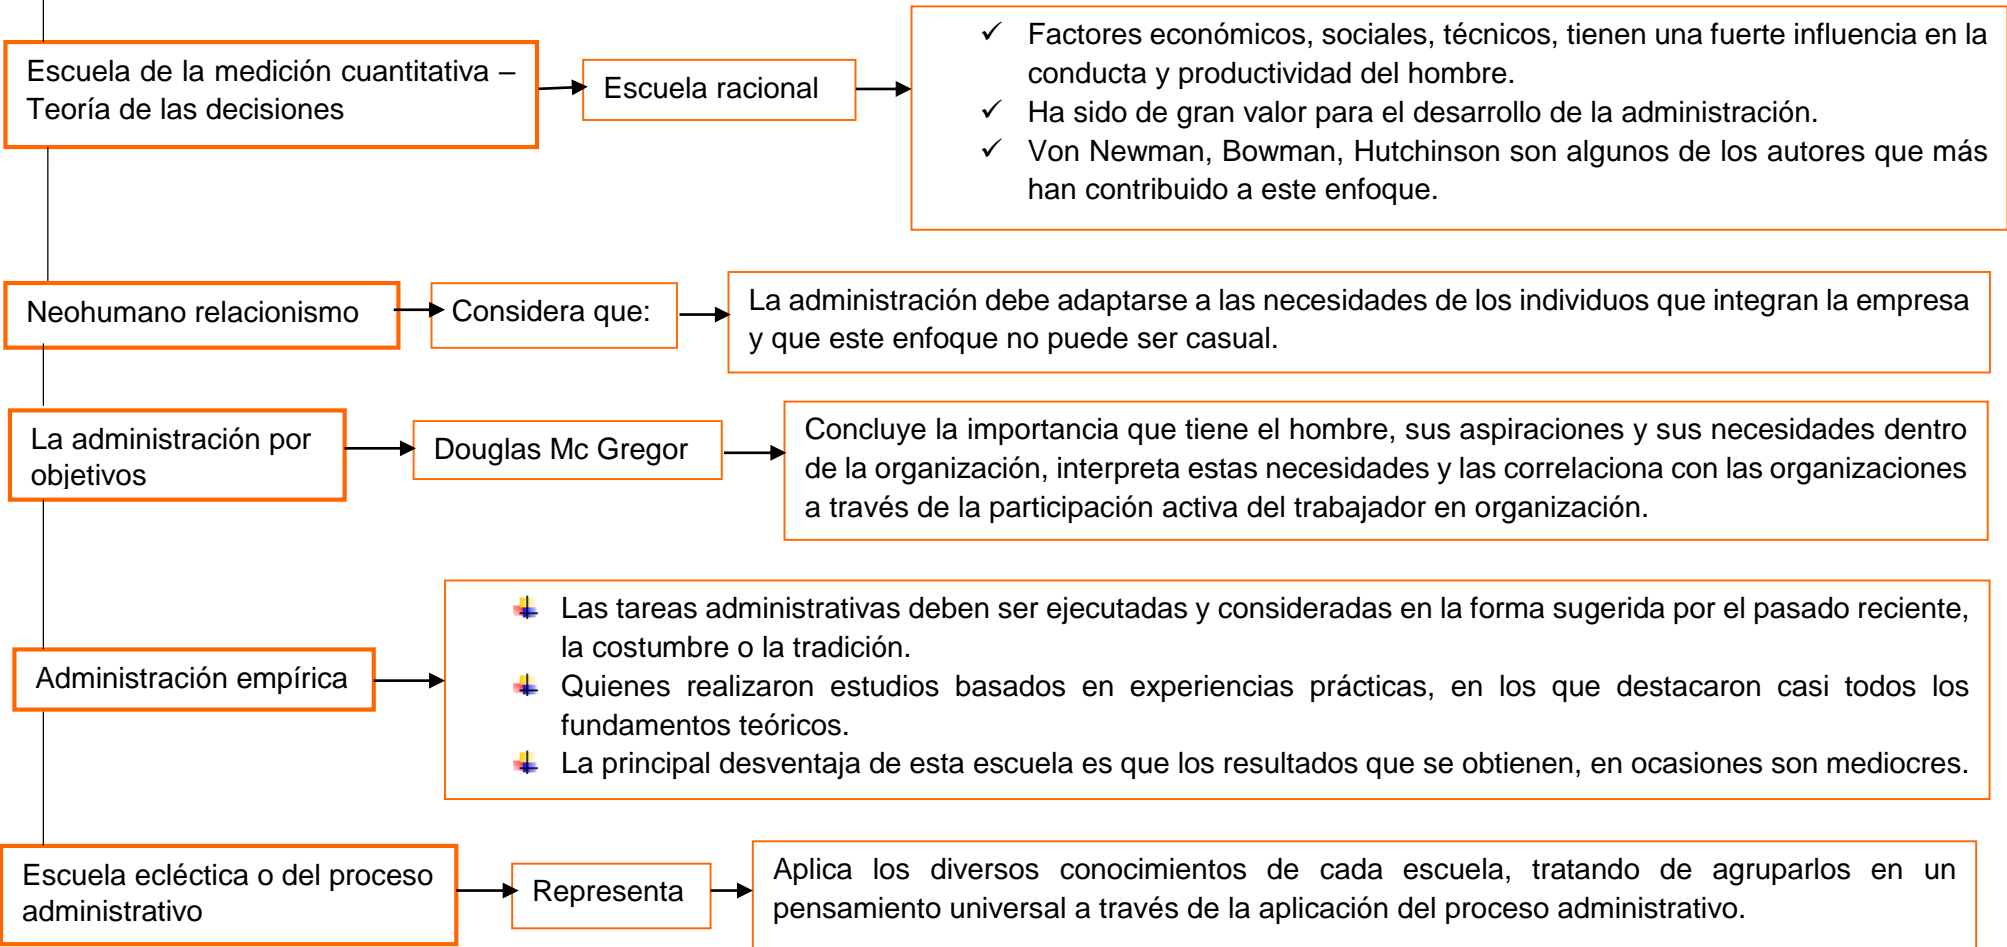 Escuela de la medición cuantitativa –
Teoría de las decisiones
Escuela racional
✓ Factores económicos, sociales, técnicos, tienen una fuerte influencia en la
conducta y productividad del hombre.
✓ Ha sido de gran valor para el desarrollo de la administración.
✓ Von Newman, Bowman, Hutchinson son algunos de los autores que más
han contribuido a este enfoque.
Neohumano relacionismo
Considera que:
La administración debe adaptarse a las necesidades de los individuos que integran la empresa
y que este enfoque no puede ser casual.
La administración por
objetivos
Douglas Mc Gregor
Concluye la importancia que tiene el hombre, sus aspiraciones y sus necesidades dentro
de la organización, interpreta estas necesidades y las correlaciona con las organizaciones
a través de la participación activa del trabajador en organización.
Administración empírica
Las tareas administrativas deben ser ejecutadas y consideradas en la forma sugerida por el pasado reciente,
la costumbre o la tradición.
Quienes realizaron estudios basados en experiencias prácticas, en los que destacaron casi todos los
fundamentos teóricos.
La principal desventaja de esta escuela es que los resultados que se obtienen, en ocasiones son mediocres.
Escuela ecléctica o del proceso
administrativo
Representa
Aplica los diversos conocimientos de cada escuela, tratando de agruparlos en un
pensamiento universal a través de la aplicación del proceso administrativo.